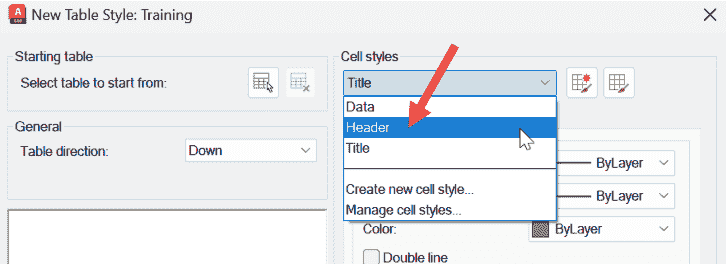 New Table Style: Training
Starting table
Select table to start from:
General
Table direction:
Down
Cell styles
Title
Data
Header
Title
Create new cell style...
Manage cell styles...
ByLayer
ByLayer
Color:
ByLayer
Double line